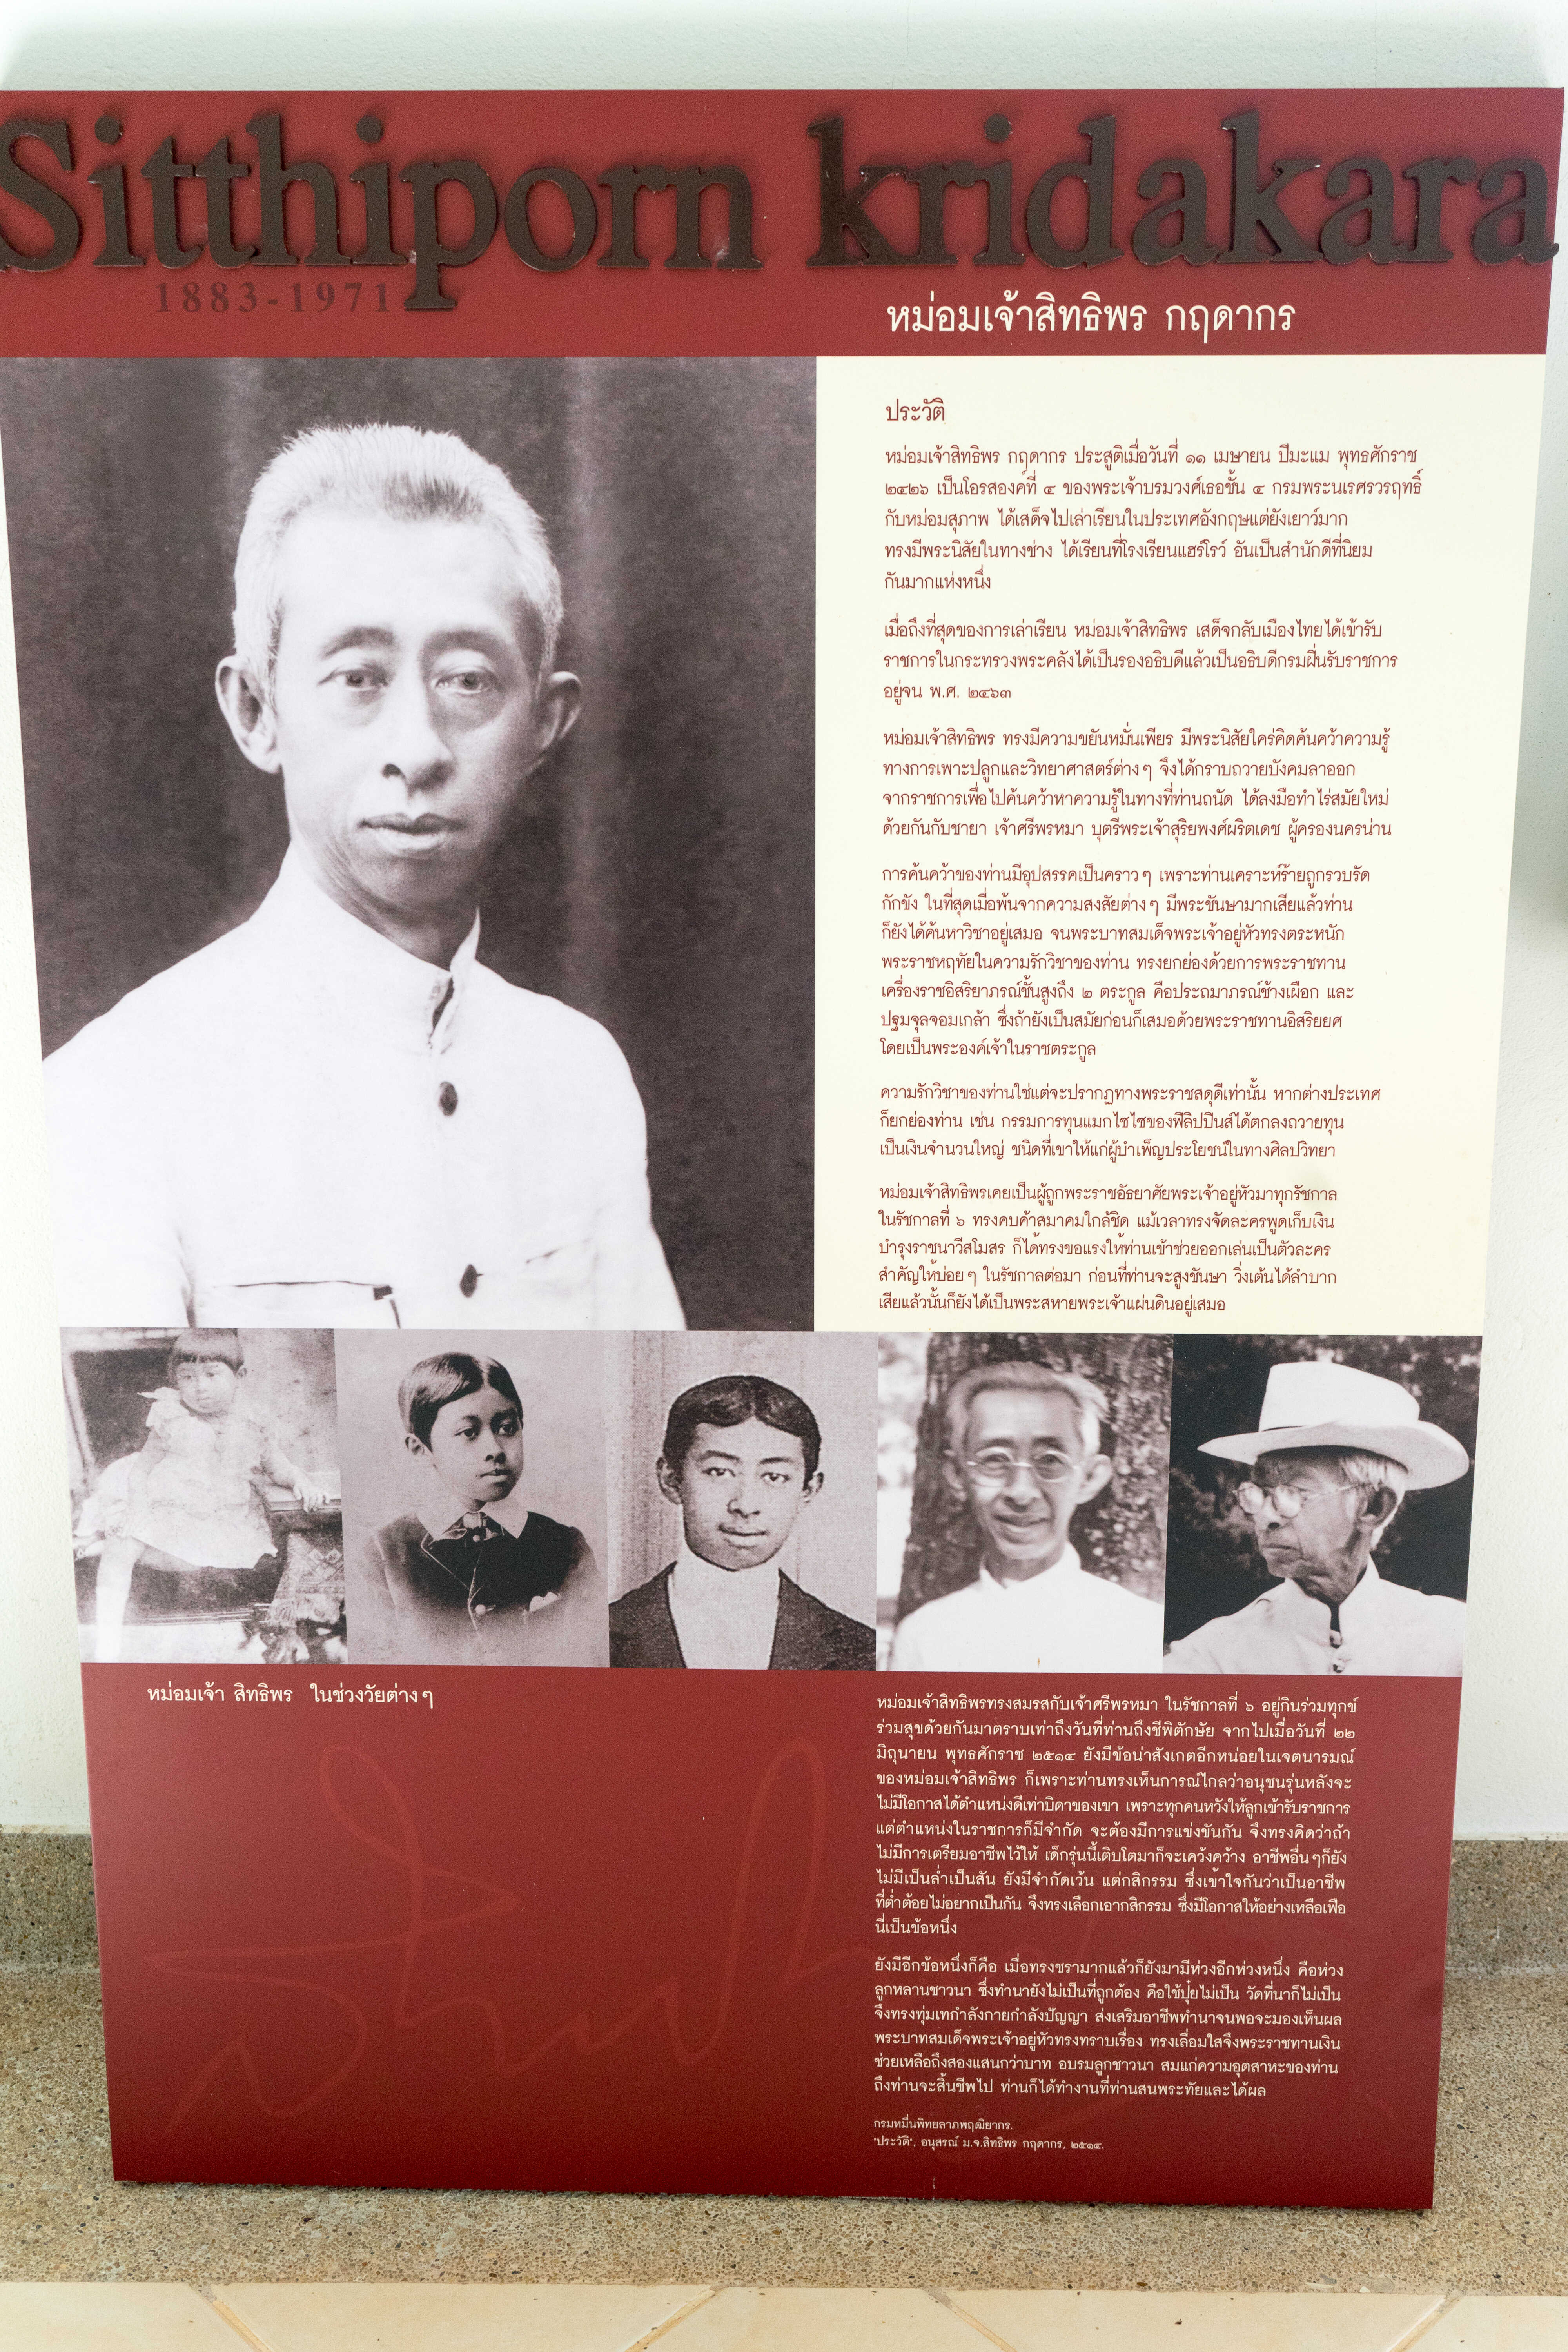 Sitthiporn kridakara
1883-1971
หม่อมเจ้าสิทธิพร กฤดากร
ประวัติ
หม่อมเจ้าสิทธิพร กฤดากร ประสูติเมื่อวันที่ ๑๑ เมษายน ปีมะแม พุทธศักราช
๒๔๒๖ เป็นโอรสองค์ที่ ๔ ของพระเจ้าบรมวงศ์เธอชั้น ๔ กรมพระนเรศรวรฤทธิ์
กับหม่อมสุภาพ ได้เสด็จไปเล่าเรียนในประเทศอังกฤษแต่ยังเยาว์มาก
ทรงมีพระนิสัยในทางช่าง ได้เรียนที่โรงเรียนแฮร์โรว์ อันเป็นสำนักดีที่นิยม
กันมากแห่งหนึ่ง
เมื่อถึงที่สุดของการเล่าเรียน หม่อมเจ้าสิทธิพร เสด็จกลับเมืองไทยได้เข้ารับ
ราชการในกระทรวงพระคลังได้เป็นรองอธิบดีแล้วเป็นอธิบดีกรมฝิ่นรับราชการ
อยู่จน พ.ศ. ๒๔๖๓
หม่อมเจ้าสิทธิพร ทรงมีความขยันหมั่นเพียร มีพระนิสัยใคร่คิดค้นคว้าความรู้
ทางการเพาะปลูกและวิทยาศาสตร์ต่างๆ จึงได้กราบถวายบังคมลาออก
จากราชการเพื่อไปค้นคว้าหาความรู้ในทางที่ท่านถนัด ได้ลงมือทำไร่สมัยใหม่
ด้วยกันกับชายา เจ้าศรีพรหมา บุตรีพระเจ้าสุริยพงศ์ผริตเดช ผู้ครองนครน่าน
การค้นคว้าของท่านมีอุปสรรคเป็นคราวๆ เพราะท่านเคราะห์ร้ายถูกรวบรัด
กักขัง ในที่สุดเมื่อพ้นจากความสงสัยต่างๆ มีพระชันษามากเสียแล้วท่าน
ก็ยังได้ค้นหาวิชาอยู่เสมอ จนพระบาทสมเด็จพระเจ้าอยู่หัวทรงตระหนัก
พระราชหฤทัยในความรักวิชาของท่าน ทรงยกย่องด้วยการพระราชทาน
เครื่องราชอิสริยาภรณ์ชั้นสูงถึง ๒ ตระกูล คือประถมาภรณ์ช้างเผือก และ
ปฐมจุลจอมเกล้า ซึ่งถ้ายังเป็นสมัยก่อนก็เสมอด้วยพระราชทานอิสริยยศ
โดยเป็นพระองค์เจ้าในราชตระกูล
ความรักวิชาของท่านใช่แต่จะปรากฏทางพระราชสดุดีเท่านั้น หากต่างประเทศ
ก็ยกย่องท่าน เช่น กรรมการทุนแมกไซไซของฟิลิปปินส์ได้ตกลงถวายทุน
เป็นเงินจำนวนใหญ่ ชนิดที่เขาให้แก่ผู้บำเพ็ญประโยชน์ในทางศิลปวิทยา
หม่อมเจ้าสิทธิพรเคยเป็นผู้ถูกพระราชอัธยาศัยพระเจ้าอยู่หัวมาทุกรัชกาล
ในรัชกาลที่ ๖ ทรงคบค้าสมาคมใกล้ชิด แม้เวลาทรงจัดละครพูดเก็บเงิน
บำรุงราชนาวีสโมสร ก็ได้ทรงขอแรงให้ท่านเข้าช่วยออกเล่นเป็นตัวละคร
สำคัญให้บ่อยๆ ในรัชกาลต่อมา ก่อนที่ท่านจะสูงชันษา วิ่งเต้นได้ลำบาก
เสียแล้วนั้นก็ยังได้เป็นพระสหายพระเจ้าแผ่นดินอยู่เสมอ
หม่อมเจ้า สิทธิพร ในช่วงวัยต่างๆ
หม่อมเจ้าสิทธิพรทรงสมรสกับเจ้าศรีพรหมา ในรัชกาลที่ ๖ อยู่กินร่วมทุกข์
ร่วมสุขด้วยกันมาตราบเท่าถึงวันที่ท่านถึงชีพิตักษัย จากไปเมื่อวันที่ ๒๒
มิถุนายน พุทธศักราช ๒๕๑๔ ยังมีข้อน่าสังเกตอีกหน่อยในเจตนารมณ์
ของหม่อมเจ้าสิทธิพร ก็เพราะท่านทรงเห็นการณ์ไกลว่าอนุชนรุ่นหลังจะ
ไม่มีโอกาสได้ตำแหน่งดีเท่าบิดาของเขา เพราะทุกคนหวังให้ลูกเข้ารับราชการ
แต่ตำแหน่งในราชการก็มีจำกัด จะต้องมีการแข่งขันกัน จึงทรงคิดว่าถ้า
ไม่มีการเตรียมอาชีพไว้ให้ เด็กรุ่นนี้เติบโตมาก็จะเคว้งคว้าง อาชีพอื่นๆก็ยัง
ไม่มีเป็นล่ำเป็นสัน ยังมีจำกัดเว้น แต่กสิกรรม ซึ่งเข้าใจกันว่าเป็นอาชีพ
ที่ต่ำต้อยไม่อยากเป็นกัน จึงทรงเลือกเอากสิกรรม ซึ่งมีโอกาสให้อย่างเหลือเฟือ
นี่เป็นข้อหนึ่ง
ยังมีอีกข้อหนึ่งก็คือ เมื่อทรงชรามากแล้วก็ยังมามีห่วงอีกห่วงหนึ่ง คือห่วง
ลูกหลานชาวนา ซึ่งทำนายังไม่เป็นที่ถูกต้อง คือใช้ปุ๋ยไม่เป็น วัดที่นาก็ไม่เป็น
จึงทรงทุ่มเทกำลังกายกำลังปัญญา ส่งเสริมอาชีพทำนาจนพอจะมองเห็นผล
พระบาทสมเด็จพระเจ้าอยู่หัวทรงทราบเรื่อง ทรงเลื่อมใสจึงพระราชทานเงิน
ช่วยเหลือถึงสองแสนกว่าบาท อบรมลูกชาวนา สมแก่ความอุตสาหะของท่าน
ถึงท่านจะสิ้นชีพไป ท่านก็ได้ทำงานที่ท่านสนพระทัยและได้ผล
กรมหมื่นพิทยลาภพฤฒิยากร.
"ประวัติ", อนุสรณ์ ม.จ.สิทธิพร กฤดากร, ๒๕๑๔.